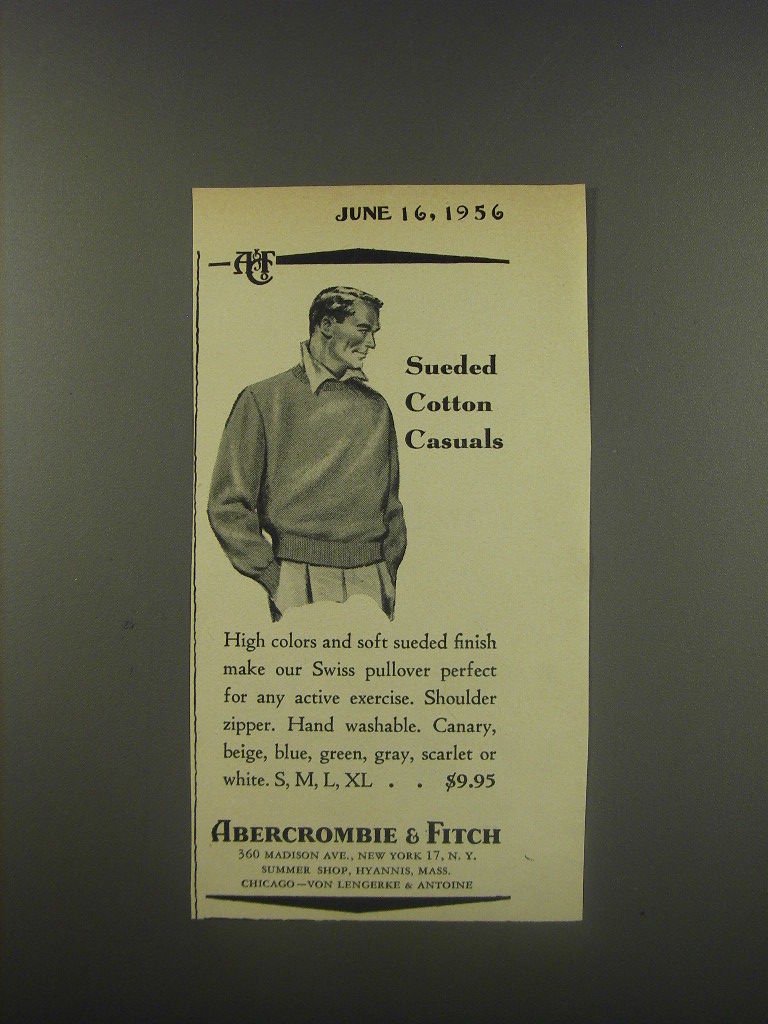 JUNE 16, 1956
A&F Co
Sueded
Cotton
Casuals
High colors and soft sueded finish
make our Swiss pullover perfect
for any active exercise. Shoulder
zipper. Hand washable. Canary,
beige, blue, green, gray, scarlet or
white. S, M, L, XL . . $9.95
ABERCROMBIE & FITCH
360 MADISON AVE., NEW YORK 17, N. Y.
SUMMER SHOP, HYANNIS, MASS.
CHICAGO—VON LENGERKE & ANTOINE